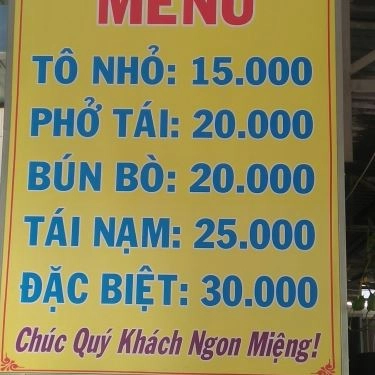 MENU
TÔ NHỎ: 15.000
PHỞ TÁI: 20.000
BÚN BÒ: 20.000
TÁI NẠM: 25.000
ĐẶC BIỆT: 30.000
Chúc Quý Khách Ngon Miệng!